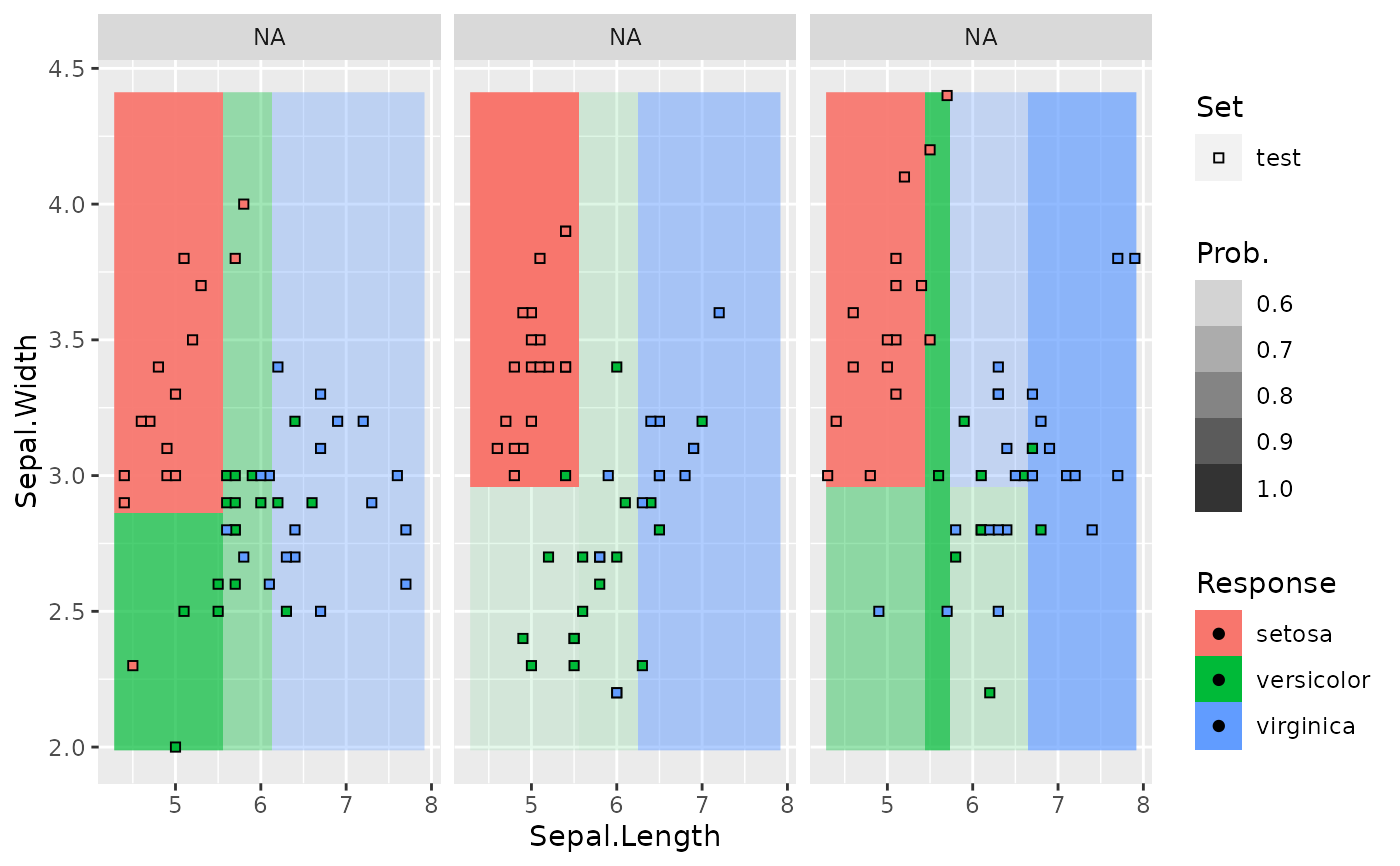 NA NA NA
4.5
4.0
3.5
3.0
2.5
2.0
Sepal.Width
5 6 7 8 5 6 7 8 5 6 7 8
Sepal.Length
Set
test
Prob.
0.6
0.7
0.8
0.9
1.0
Response
setosa
versicolor
virginica